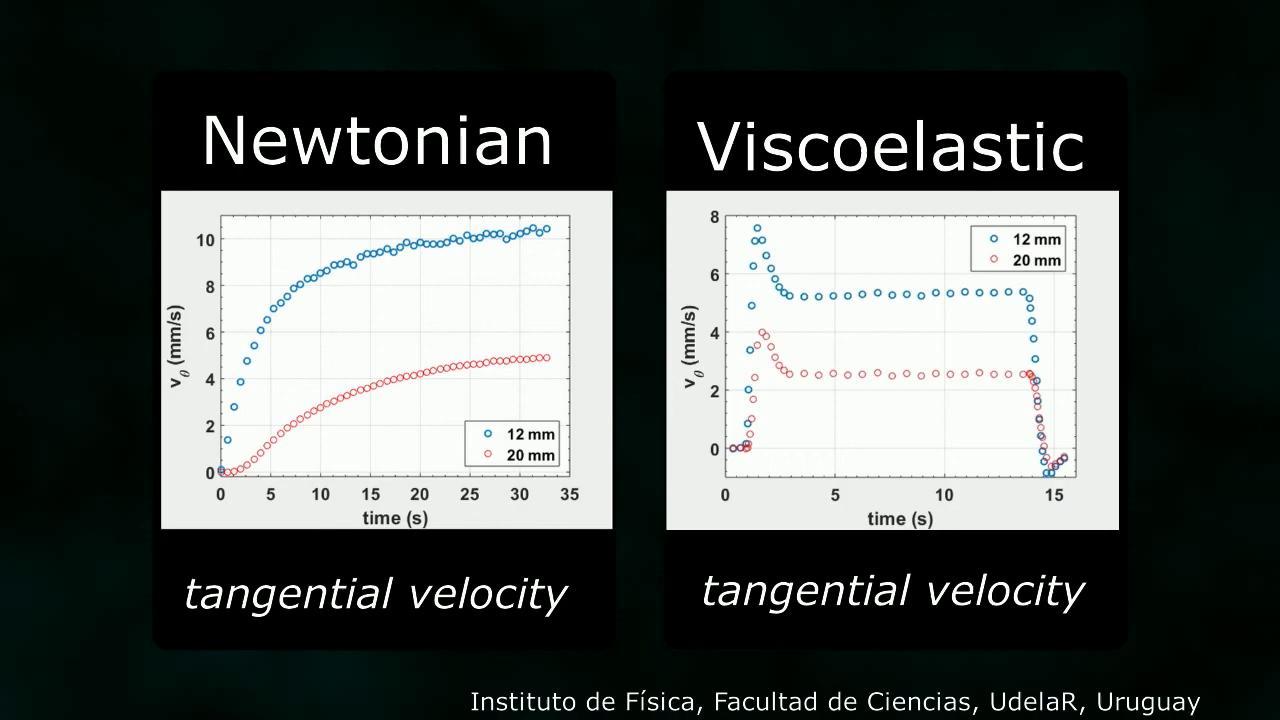 Newtonian
10
8
6
4
2
0
v_θ (mm/s)
12 mm
20 mm
0 5 10 15 20 25 30 35
time (s)
tangential velocity
Viscoelastic
8
6
4
2
0
v_θ (mm/s)
12 mm
20 mm
0 5 10 15
time (s)
tangential velocity
Instituto de Física, Facultad de Ciencias, UdelaR, Uruguay